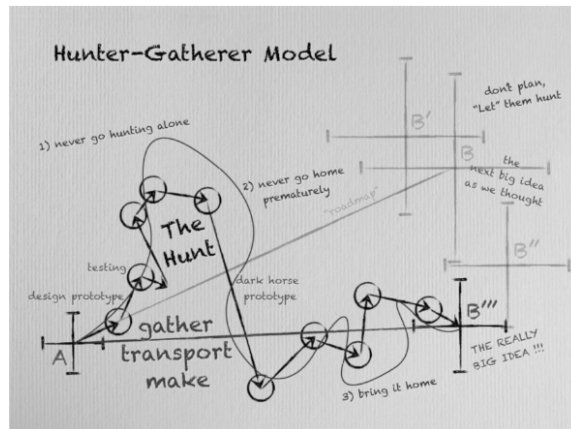 Hunter-Gatherer Model
don't plan,
"Let" them hunt
B'
1) never go hunting alone
B
2) never go home
prematurely
the
next big idea
as we thought
"roadmap"
The
Hunt
B''
testing
dark horse
prototype
design prototype
B'''
gather
A
transport
make
THE REALLY
BIG IDEA !!!
3) bring it home